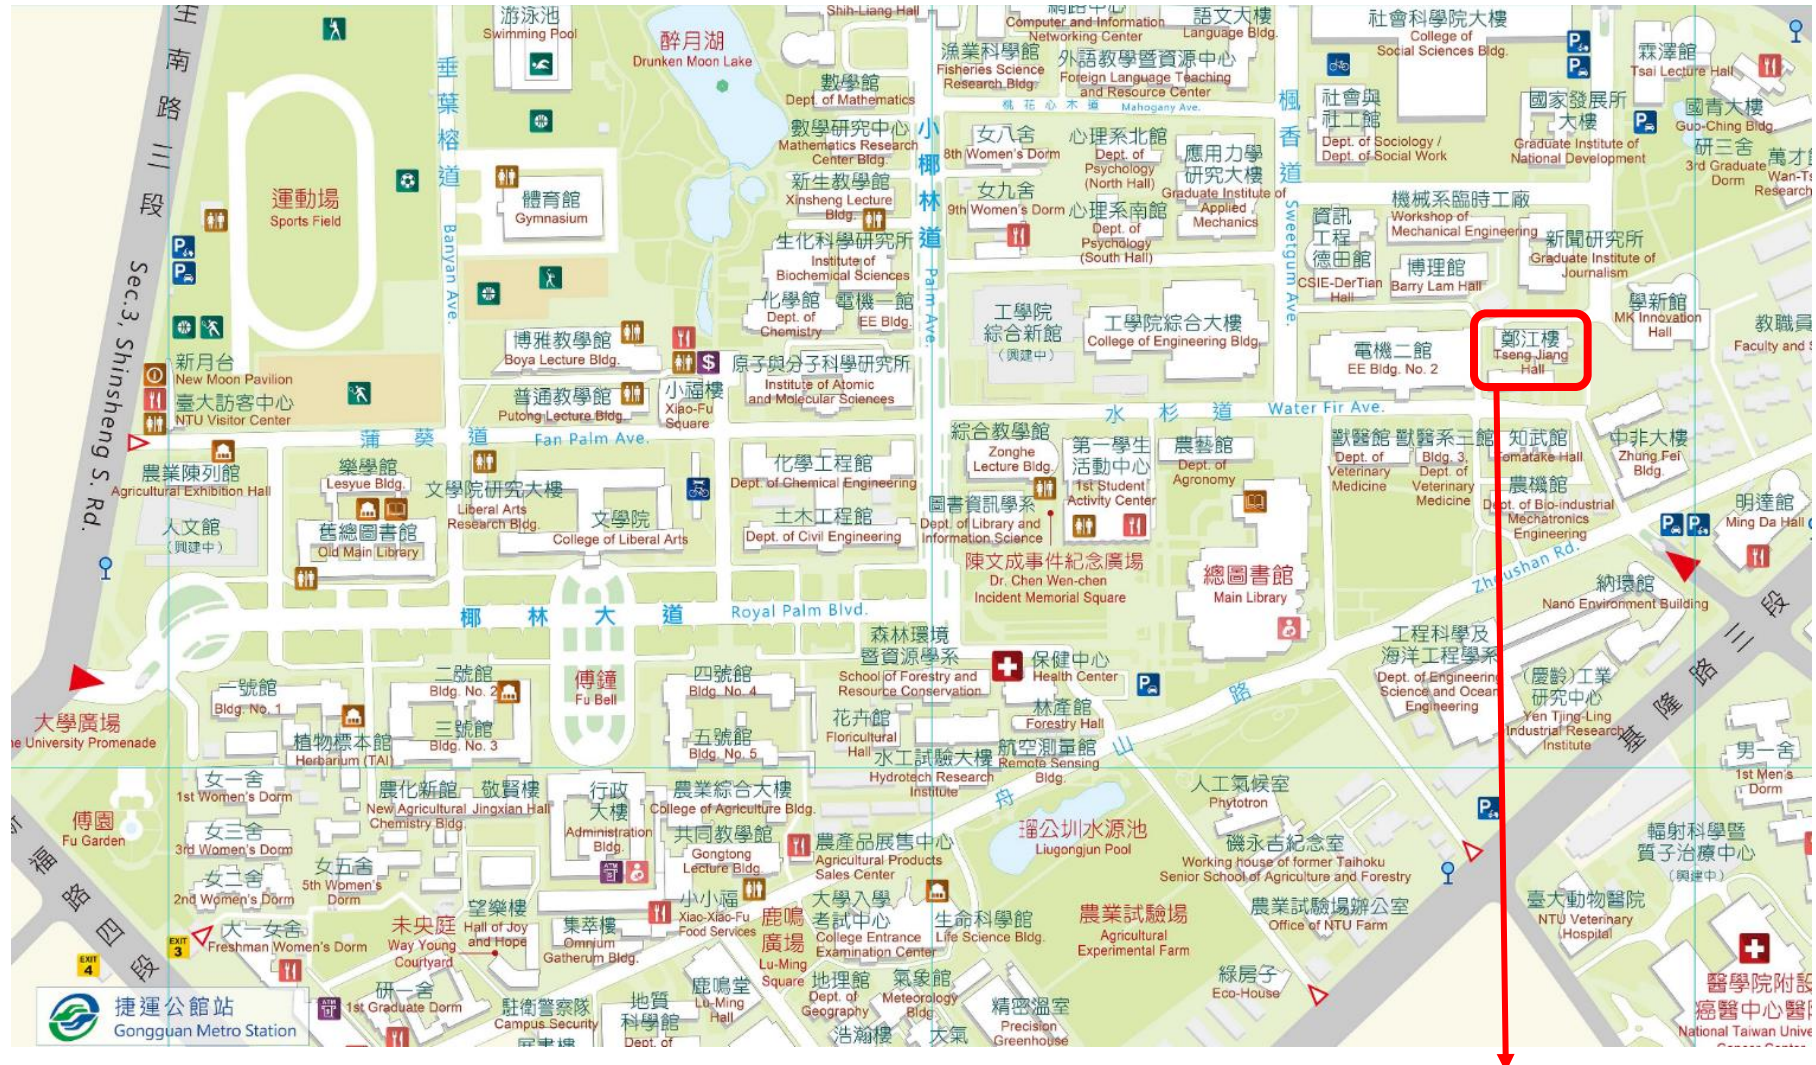 Shih-Liang Hall
游泳池
Swimming Pool
醉月湖
Drunken Moon Lake
Computer and Information
Networking Center
語文大樓
Language Bldg.
社會科學院大樓
College of
Social Sciences Bldg.
霖澤館
Tsai Lecture Hall
漁業科學館
Fisheries Science
Research Bldg.
外語教學暨資源中心
Foreign Language Teaching
and Resource Center
桃花心木道 Mahogany Ave.
數學館
Dept. of Mathematics
數學研究中心
Mathematics Research
Center Bldg.
新生教學館
Xinsheng Lecture
Bldg.
生化科學研究所
Institute of
Biochemical Sciences
化學館
Dept. of
Chemistry
電機一館
EE Bldg.
小椰林道
Palm Ave.
女八舍
8th Women's Dorm
女九舍
9th Women's Dorm
心理系北館
Dept. of
Psychology
(North Hall)
心理系南館
Dept. of
Psychology
(South Hall)
應用力學
研究大樓
Graduate Institute of
Applied
Mechanics
楓香道
Sweetgum Ave.
社會與
社工館
Dept. of Sociology /
Dept. of Social Work
國家發展所
大樓
Graduate Institute of
National Development
國青大樓
Guo-Ching Bldg.
研三舍
3rd Graduate
Dorm
機械系臨時工廠
Workshop of
Mechanical Engineering
資訊
工程
德田館
CSIE-DerTian
Hall
博理館
Barry Lam Hall
新聞研究所
Graduate Institute of
Journalism
學新館
MK Innovation
Hall
教職員
Faculty and
南路三段
Sec.3, Shinsheng S. Rd.
運動場
Sports Field
垂葉榕道
Banyan Ave.
體育館
Gymnasium
工學院
綜合新館
(興建中)
工學院綜合大樓
College of Engineering Bldg.
電機二館
EE Bldg. No. 2
鄭江樓
Tseng Jiang
Hall
新月台
New Moon Pavilion
臺大訪客中心
NTU Visitor Center
博雅教學館
Boya Lecture Bldg.
普通教學館
Putong Lecture Bldg.
小福樓
Xiao-Fu
Square
原子與分子科學研究所
Institute of Atomic
and Molecular Sciences
水杉道 Water Fir Ave.
蒲葵道 Fan Palm Ave.
農業陳列館
Agricultural Exhibition Hall
人文館
(興建中)
樂學館
Lesyue Bldg.
舊總圖書館
Old Main Library
文學院研究大樓
Liberal Arts
Research Bldg.
文學院
College of Liberal Arts
化學工程館
Dept. of Chemical Engineering
土木工程館
Dept. of Civil Engineering
綜合教學館
Zonghe
Lecture Bldg.
第一學生
活動中心
1st Student
Activity Center
農藝館
Dept. of
Agronomy
圖書資訊學系
Dept. of Library and
Information Science
陳文成事件紀念廣場
Dr. Chen Wen-chen
Incident Memorial Square
總圖書館
Main Library
獸醫館
Dept. of
Veterinary
Medicine
獸醫系三館
Bldg. 3,
Dept. of
Veterinary
Medicine
知武館
Tomatake Hall
農機館
Dept. of Bio-industrial
Mechatronics
Engineering
中非大樓
Zhung Fei
Bldg.
明達館
Ming Da Hall
Zhoushan Rd.
納環館
Nano Environment Building
椰林大道 Royal Palm Blvd.
大學廣場
he University Promenade
一號館
Bldg. No. 1
二號館
Bldg. No. 2
三號館
Bldg. No. 3
植物標本館
Herbarium (TAI)
傅鐘
Fu Bell
四號館
Bldg. No. 4
五號館
Bldg. No. 5
森林環境
暨資源學系
School of Forestry and
Resource Conservation
保健中心
Health Center
花卉館
Floricultural
Hall
林產館
Forestry Hall
水工試驗大樓
Hydrotech Research
Institute
航空測量館
Remote Sensing
Bldg.
舟山路
工程科學及
海洋工程學系
Dept. of Engineering
Science and Ocean
Engineering
(慶齡)工業
研究中心
Yen Tjing-Ling
Industrial Research
Institute
基隆路三段
男一舍
1st Men's
Dorm
傅園
Fu Garden
女一舍
1st Women's Dorm
女三舍
3rd Women's Dorm
女二舍
2nd Women's Dorm
女五舍
5th Women's
Dorm
大一女舍
Freshman Women's Dorm
農化新館
New Agricultural
Chemistry Bldg.
敬賢樓
Jingxian Hall
行政
大樓
Administration
Bldg.
ATM
農業綜合大樓
College of Agriculture Bldg.
共同教學館
Gongtong
Lecture Bldg.
農產品展售中心
Agricultural Products
Sales Center
瑠公圳水源池
Liugongjun Pool
人工氣候室
Phytotron
磯永吉紀念室
Working house of former Taihoku
Senior School of Agriculture and Forestry
輻射科學暨
質子治療中心
(興建中)
福路四段
EXIT 3
EXIT 4
未央庭
Way Young
Courtyard
望樂樓
Hall of Joy
and Hope
集萃樓
Omnium
Gatherum Bldg.
小小福
Xiao-Xiao-Fu
Food Services
鹿鳴
廣場
Lu-Ming
Square
大學入學
考試中心
College Entrance
Examination Center
生命科學館
Life Science Bldg.
農業試驗場
Agricultural
Experimental Farm
農業試驗場辦公室
Office of NTU Farm
臺大動物醫院
NTU Veterinary
Hospital
綠房子
Eco-House
捷運公館站
Gongguan Metro Station
ATM
研一舍
1st Graduate Dorm
駐衛警察隊
Campus Security
地質
科學館
Dept. of
鹿鳴堂
Lu-Ming
Hall
地理館
Dept. of
Geography
氣象館
Meteorology
Bldg.
浩瀚樓
大氣
精密溫室
Precision
Greenhouse
醫學院附設
癌醫中心醫院
National Taiwan Unive